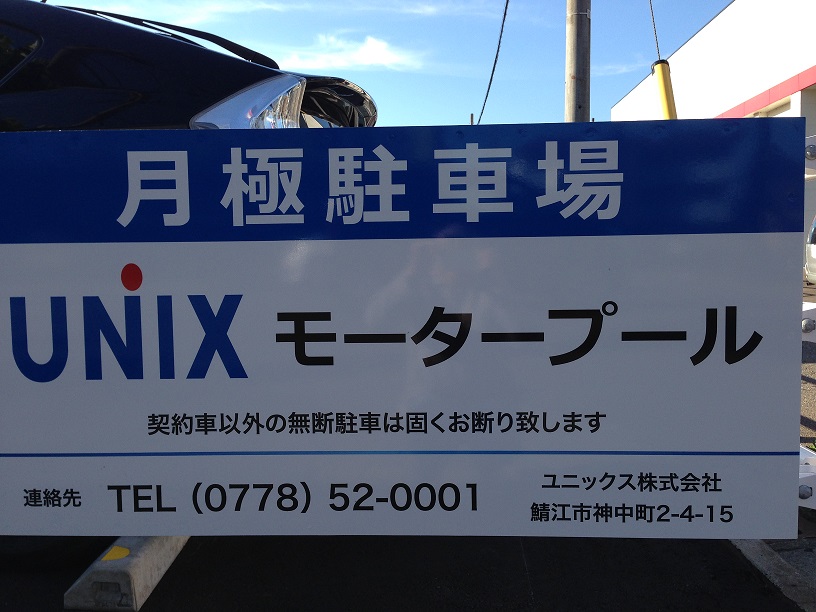 月極駐車場
UNIX モータープール
契約車以外の無断駐車は固くお断り致します
連絡先 TEL (0778) 52-0001
ユニックス株式会社
鯖江市神中町2-4-15